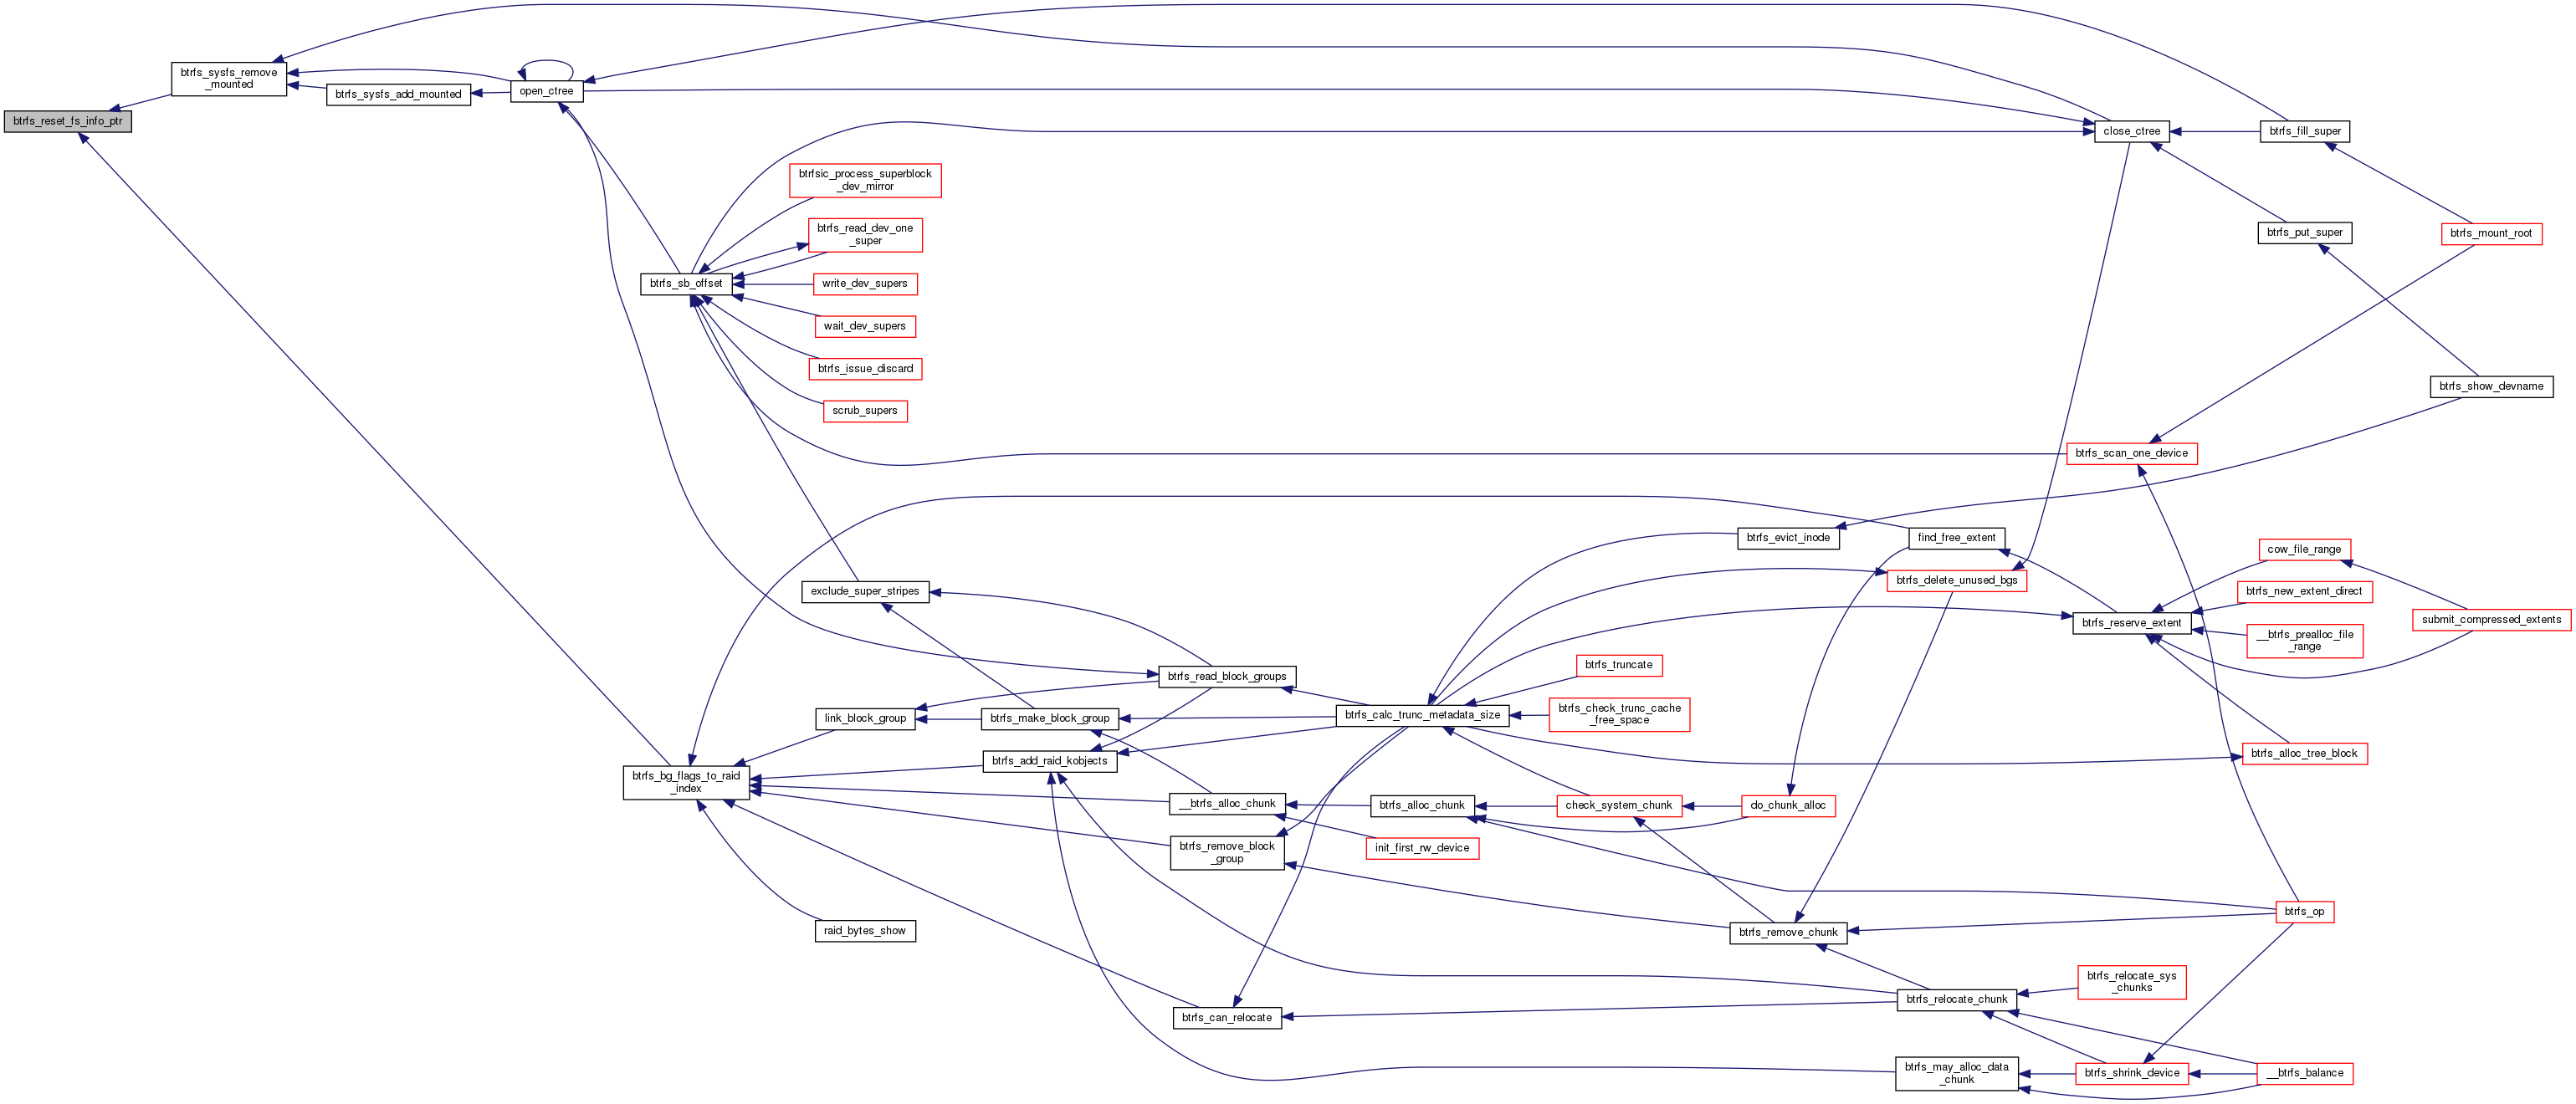 btrfs_sysfs_remove
_mounted
btrfs_sysfs_add_mounted
open_ctree
btrfs_reset_fs_info_ptr
close_ctree
btrfs_fill_super
btrfsic_process_superblock
_dev_mirror
btrfs_read_dev_one
_super
btrfs_put_super
btrfs_mount_root
btrfs_sb_offset
write_dev_supers
wait_dev_supers
btrfs_issue_discard
btrfs_show_devname
scrub_supers
btrfs_scan_one_device
btrfs_evict_inode
find_free_extent
cow_file_range
btrfs_delete_unused_bgs
exclude_super_stripes
btrfs_new_extent_direct
btrfs_reserve_extent
submit_compressed_extents
__btrfs_prealloc_file
_range
btrfs_truncate
btrfs_read_block_groups
link_block_group
btrfs_make_block_group
btrfs_calc_trunc_metadata_size
btrfs_check_trunc_cache
_free_space
btrfs_add_raid_kobjects
btrfs_alloc_tree_block
btrfs_bg_flags_to_raid
_index
__btrfs_alloc_chunk
btrfs_alloc_chunk
check_system_chunk
do_chunk_alloc
btrfs_remove_block
_group
init_first_rw_device
raid_bytes_show
btrfs_remove_chunk
btrfs_op
btrfs_relocate_sys
_chunks
btrfs_relocate_chunk
btrfs_can_relocate
btrfs_may_alloc_data
_chunk
btrfs_shrink_device
__btrfs_balance